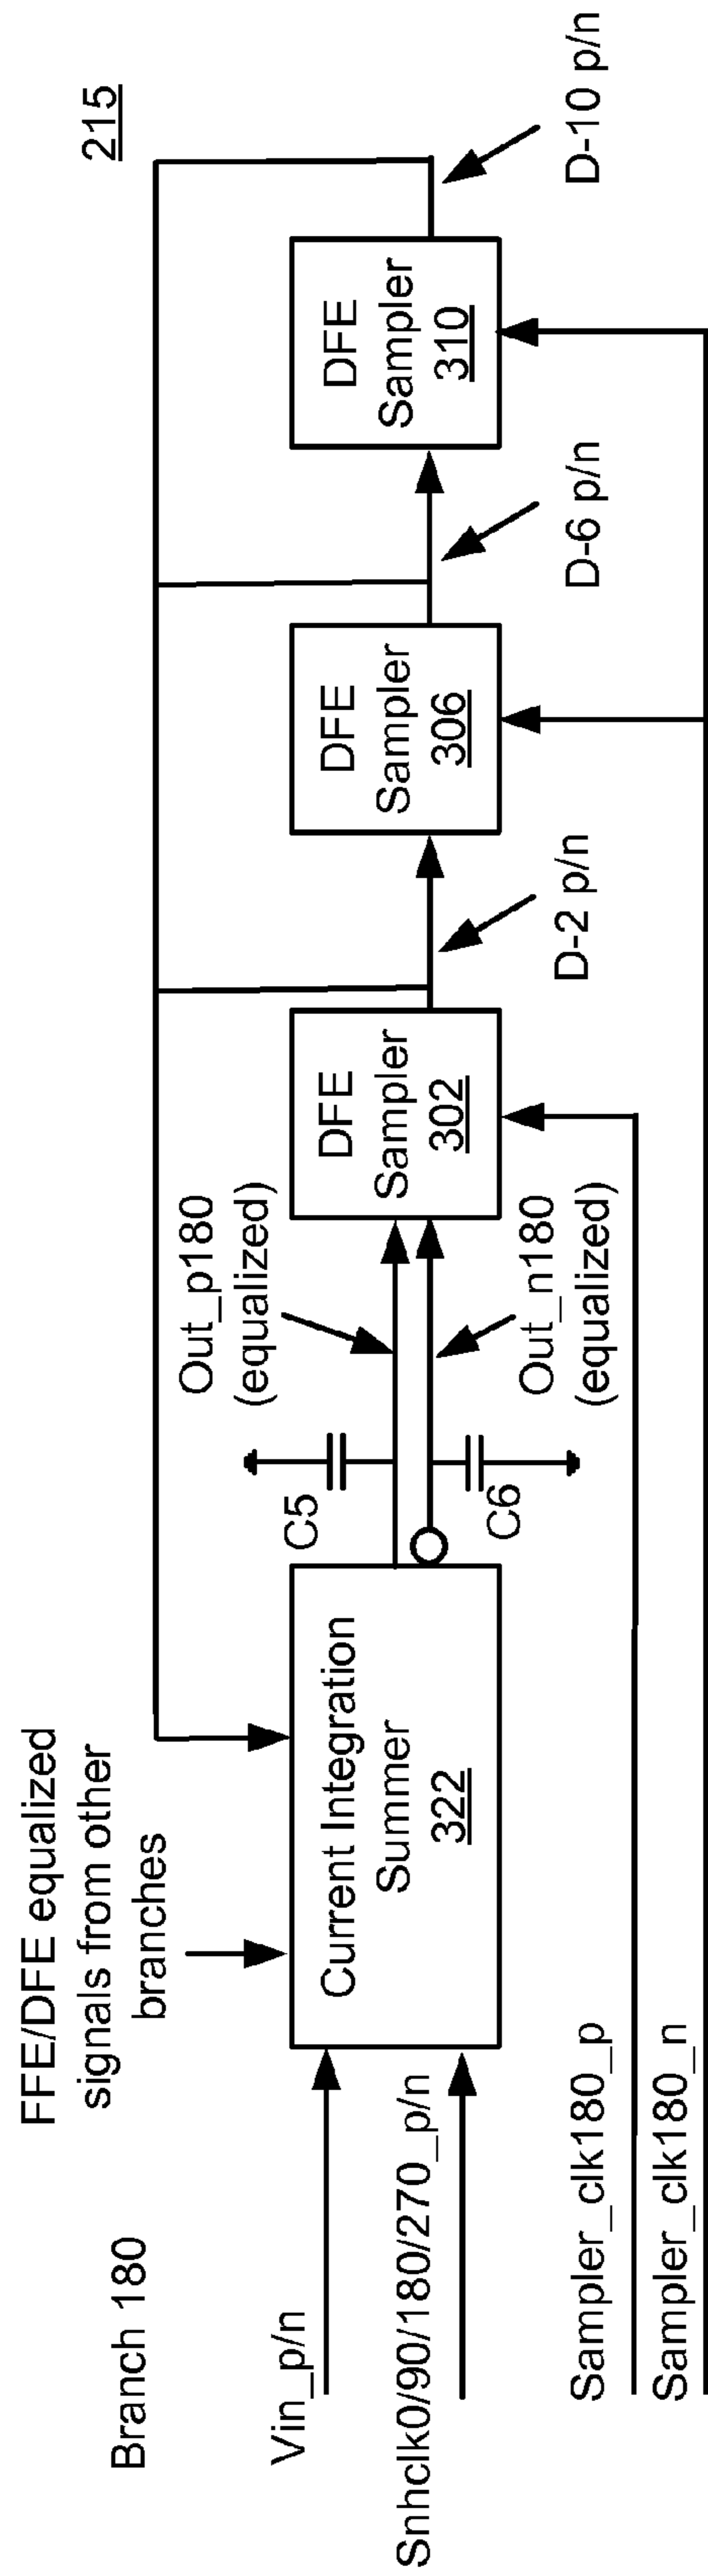 Branch 180
215
FFE/DFE equalized
signals from other
branches
Vin_p/n
Snhclk0/90/180/270_p/n
Current Integration
Summer
322
C5
C6
Out_p180
(equalized)
Out_n180
(equalized)
DFE
Sampler
302
D-2 p/n
DFE
Sampler
306
D-6 p/n
DFE
Sampler
310
D-10 p/n
Sampler_clk180_p
Sampler_clk180_n